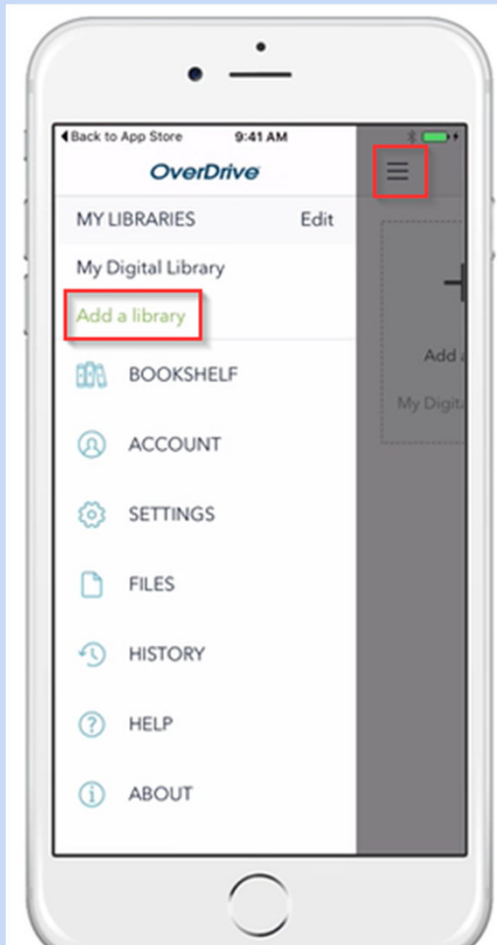 Back to App Store 9:41 AM
OverDrive
MY LIBRARIES Edit
My Digital Library
Add a library
Add a
My Digit
BOOKSHELF
ACCOUNT
SETTINGS
FILES
HISTORY
HELP
ABOUT